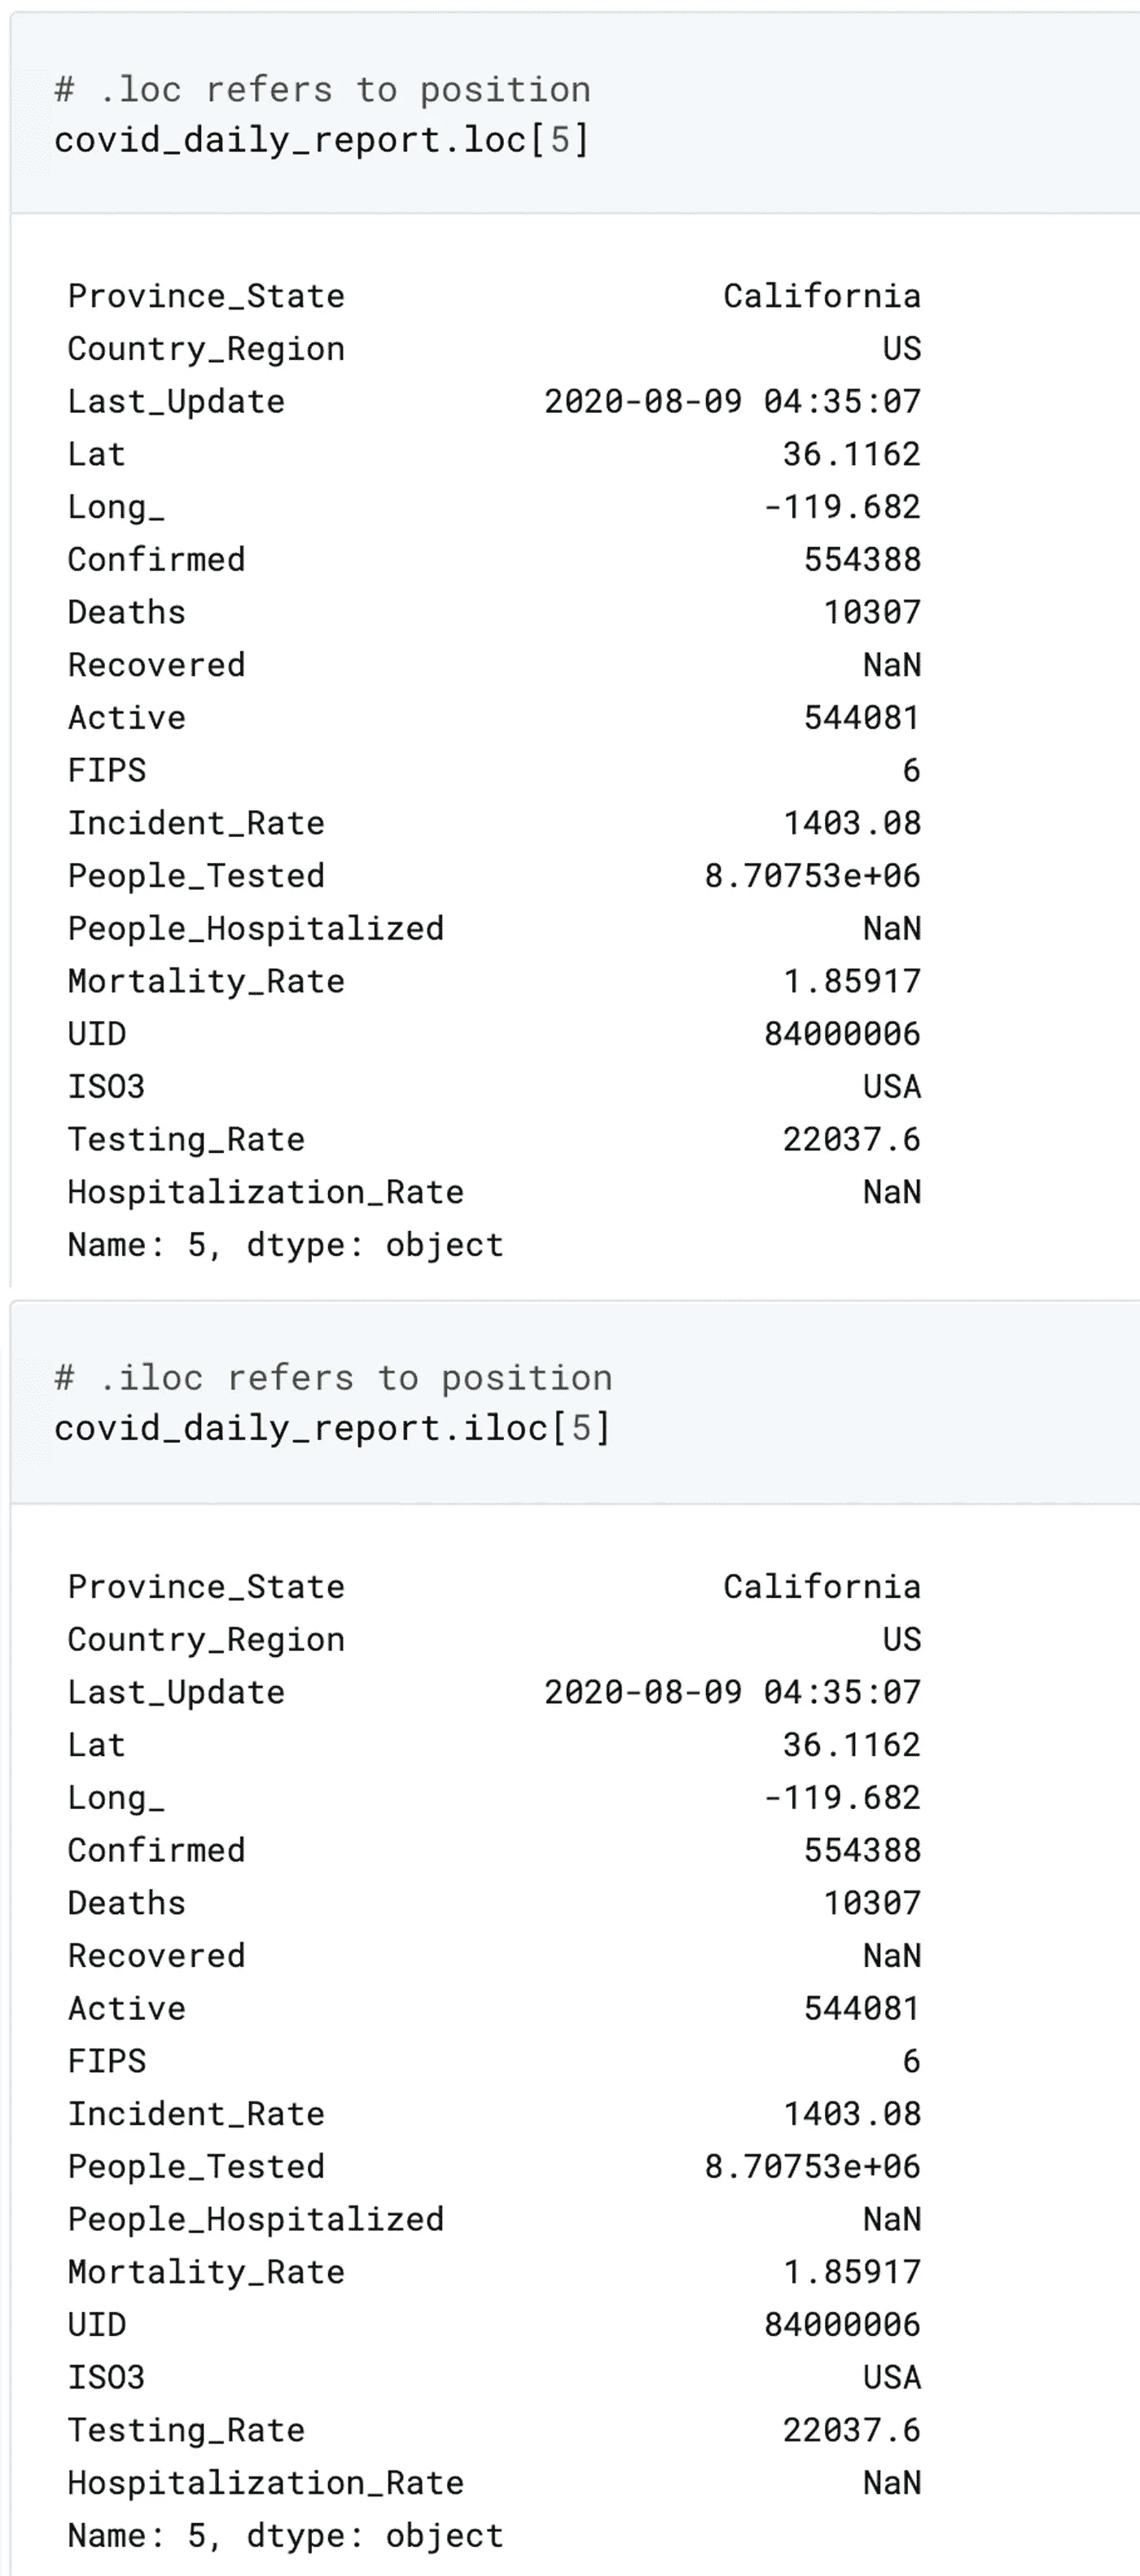 # .loc refers to position
covid_daily_report.loc[5]
Province_State California
Country_Region US
Last_Update 2020-08-09 04:35:07
Lat 36.1162
Long_ -119.682
Confirmed 554388
Deaths 10307
Recovered NaN
Active 544081
FIPS 6
Incident_Rate 1403.08
People_Tested 8.70753e+06
People_Hospitalized NaN
Mortality_Rate 1.85917
UID 84000006
ISO3 USA
Testing_Rate 22037.6
Hospitalization_Rate NaN
Name: 5, dtype: object
# .iloc refers to position
covid_daily_report.iloc[5]
Province_State California
Country_Region US
Last_Update 2020-08-09 04:35:07
Lat 36.1162
Long_ -119.682
Confirmed 554388
Deaths 10307
Recovered NaN
Active 544081
FIPS 6
Incident_Rate 1403.08
People_Tested 8.70753e+06
People_Hospitalized NaN
Mortality_Rate 1.85917
UID 84000006
ISO3 USA
Testing_Rate 22037.6
Hospitalization_Rate NaN
Name: 5, dtype: object